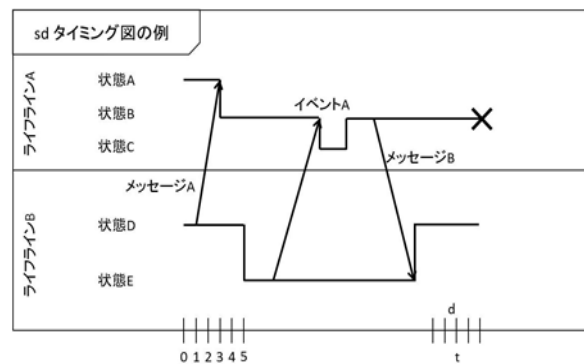 sd タイミング図の例
ライフラインA
状態A
状態B
状態C
イベントA
メッセージA
メッセージB
ライフラインB
状態D
状態E
d
0 1 2 3 4 5
t